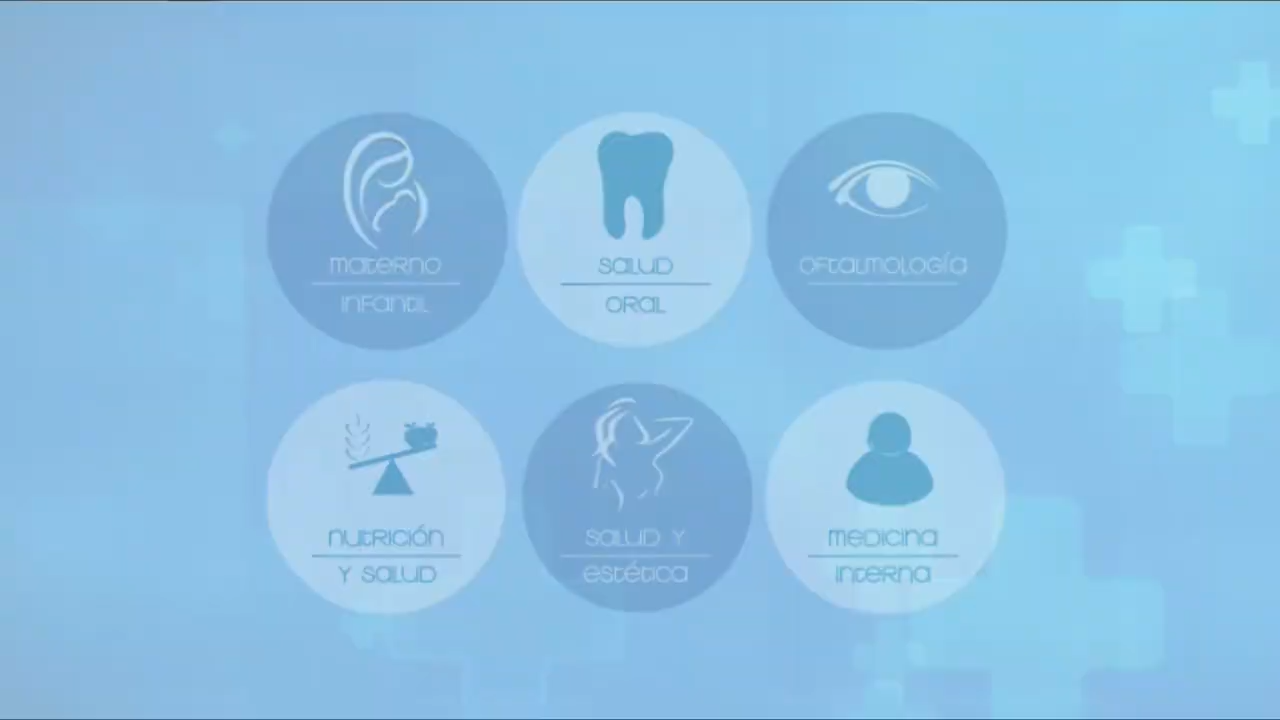 materno
infantil
salud
oral
oftalmología
nutrición
y salud
salud y
estética
medicina
interna